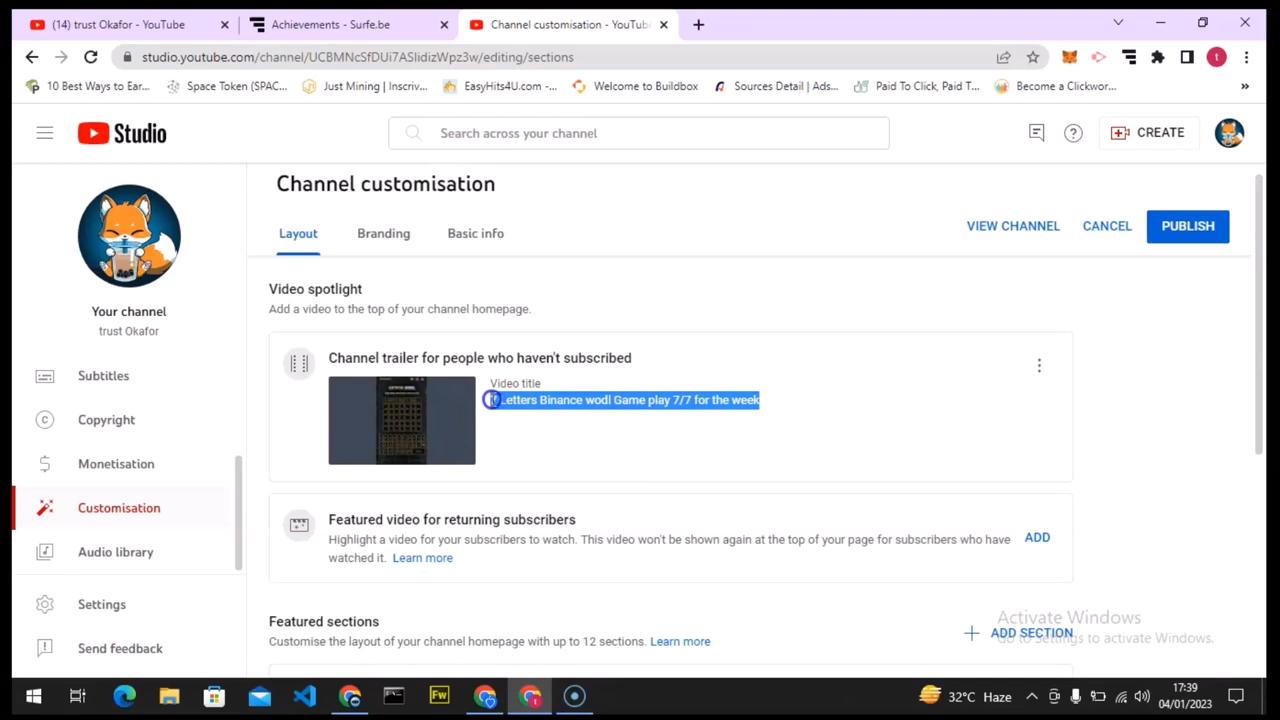 (14) trust Okafor - YouTube
Achievements - Surfe.be
Channel customisation - YouTube
studio.youtube.com/channel/UCBMNcSfDUi7ASIidizWpz3w/editing/sections
10 Best Ways to Ear...
Space Token (SPAC...
Just Mining | Inscriv...
EasyHits4U.com -...
Welcome to Buildbox
Sources Detail | Ads...
Paid To Click, Paid T...
Become a Clickwor...
Studio
Search across your channel
CREATE
Channel customisation
Layout
Branding
Basic info
VIEW CHANNEL
CANCEL
PUBLISH
Your channel
trust Okafor
Subtitles
Copyright
Monetisation
Customisation
Audio library
Settings
Send feedback
Video spotlight
Add a video to the top of your channel homepage.
Channel trailer for people who haven't subscribed
Video title
Letters Binance wodl Game play 7/7 for the week
Featured video for returning subscribers
Highlight a video for your subscribers to watch. This video won't be shown again at the top of your page for subscribers who have
watched it. Learn more
ADD
Featured sections
Customise the layout of your channel homepage with up to 12 sections. Learn more
ADD SECTION
Activate Windows
Go to Settings to activate Windows.
Fw
32°C Haze
17:39
04/01/2023